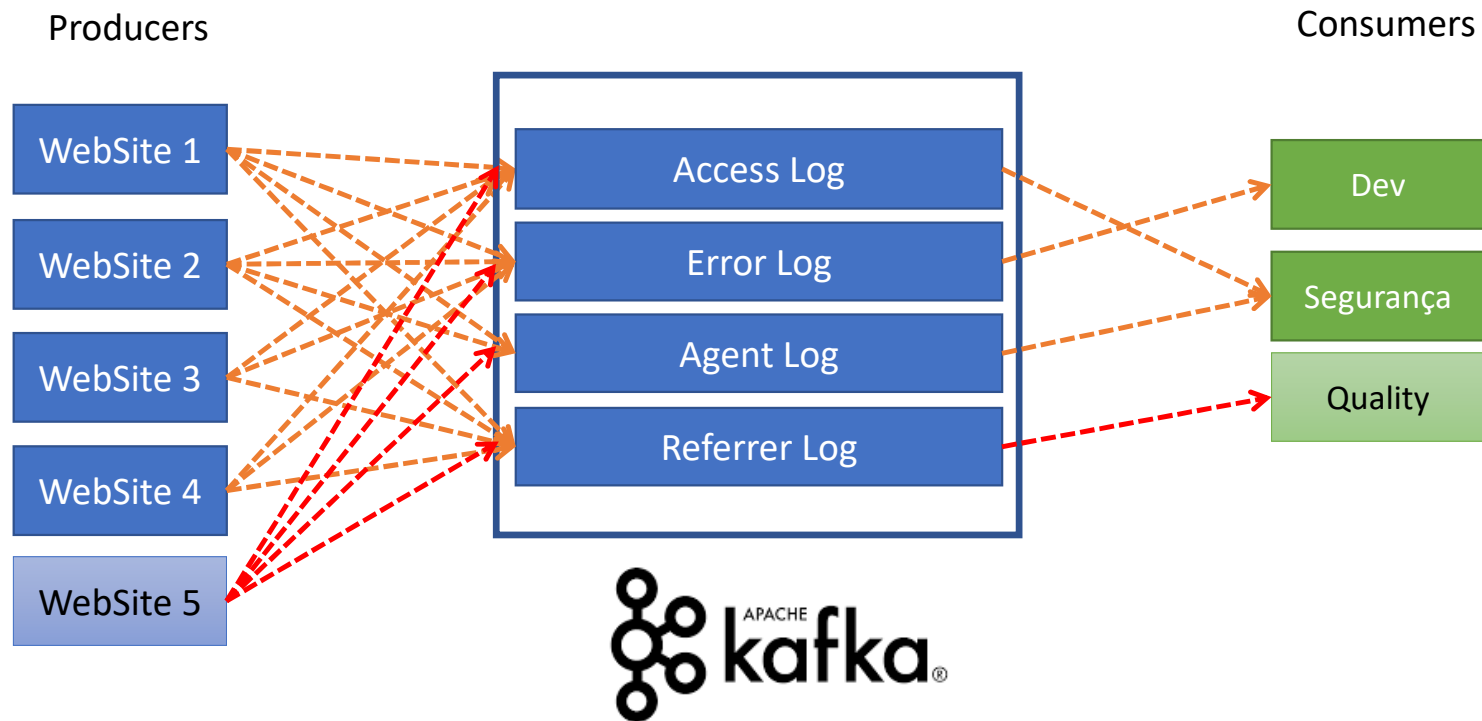 Producers
Consumers
WebSite 1
WebSite 2
WebSite 3
WebSite 4
WebSite 5
Access Log
Error Log
Agent Log
Referrer Log
Dev
Segurança
Quality
APACHE
kafka®